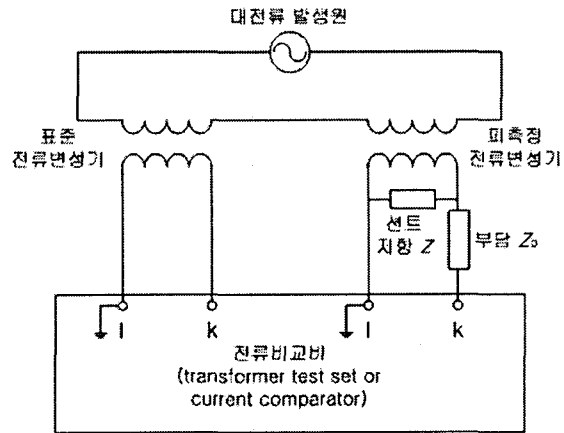 대전류 발생원
표준
전류변성기
피측정
전류변성기
션트
저항 Z
부담 Z₀
l
k
l
k
전류비교비
(transformer test set or
current comparator)